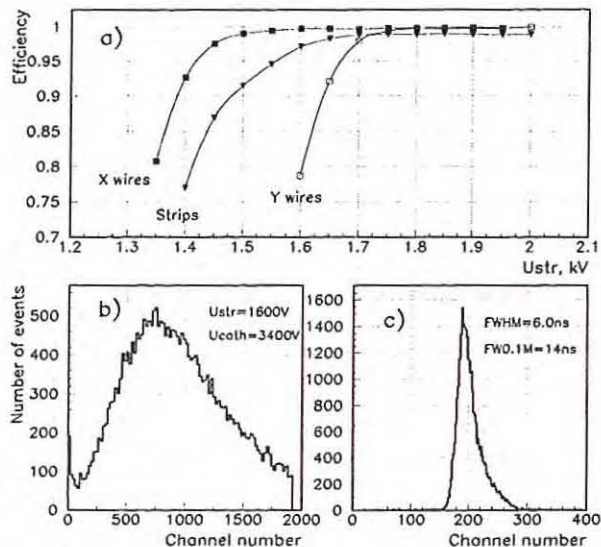 Efficiency
a)
1
0.95
0.9
0.85
0.8
0.75
0.7
X wires
Strips
Y wires
1.2 1.3 1.4 1.5 1.6 1.7 1.8 1.9 2 2.1
Ustr, kV
b)
Number of events
500
400
300
200
100
0
Ustr=1600V
Ucath=3400V
0 500 1000 1500 2000
Channel number
c)
1600
1400
1200
1000
800
600
400
200
0
FWHM=6.0ns
FW0.1M=14ns
0 100 200 300 400
Channel number